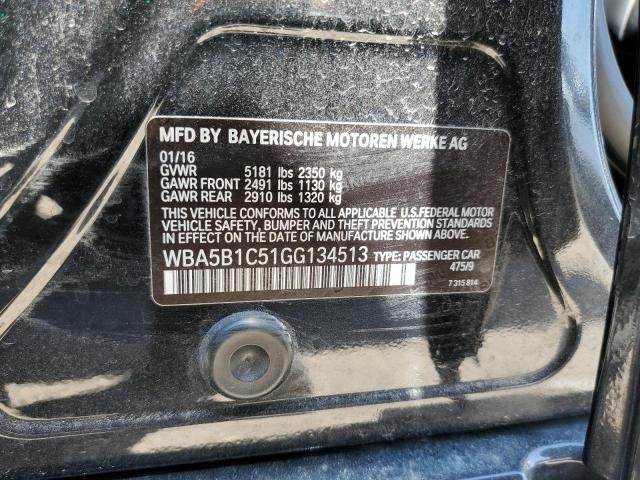 MFD BY BAYERISCHE MOTOREN WERKE AG
01/16
GVWR 5181 lbs 2350 kg
GAWR FRONT 2491 lbs 1130 kg
GAWR REAR 2910 lbs 1320 kg
THIS VEHICLE CONFORMS TO ALL APPLICABLE U.S.FEDERAL MOTOR
VEHICLE SAFETY, BUMPER AND THEFT PREVENTION STANDARDS
IN EFFECT ON THE DATE OF MANUFACTURE SHOWN ABOVE.
WBA5B1C51GG134513 TYPE: PASSENGER CAR
475/9
7 315 814